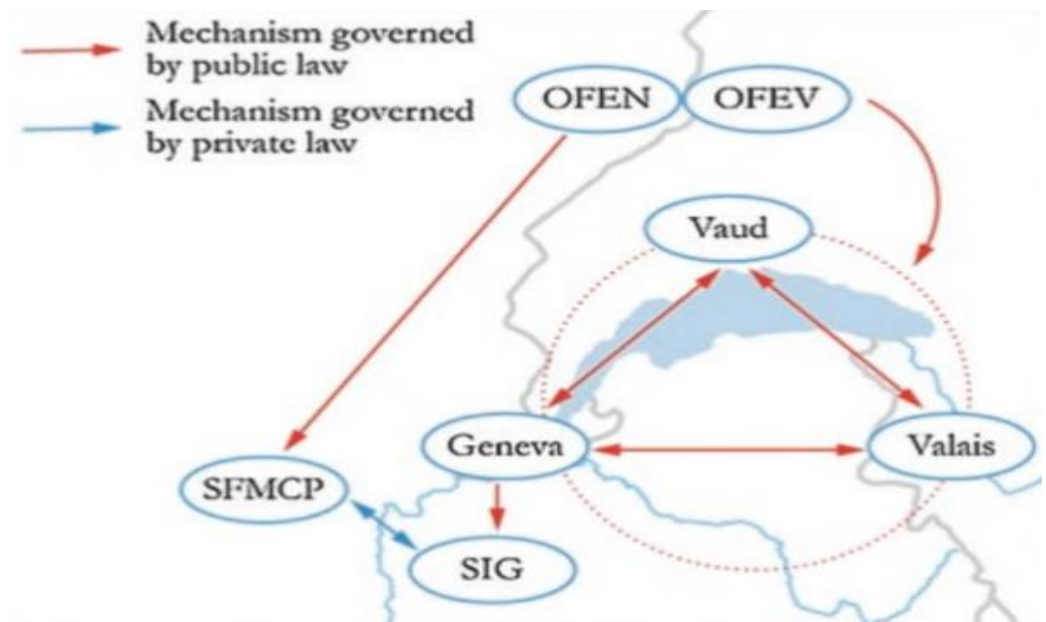 Mechanism governed
by public law
Mechanism governed
by private law
OFEN
OFEV
Vaud
Geneva
Valais
SFMCP
SIG